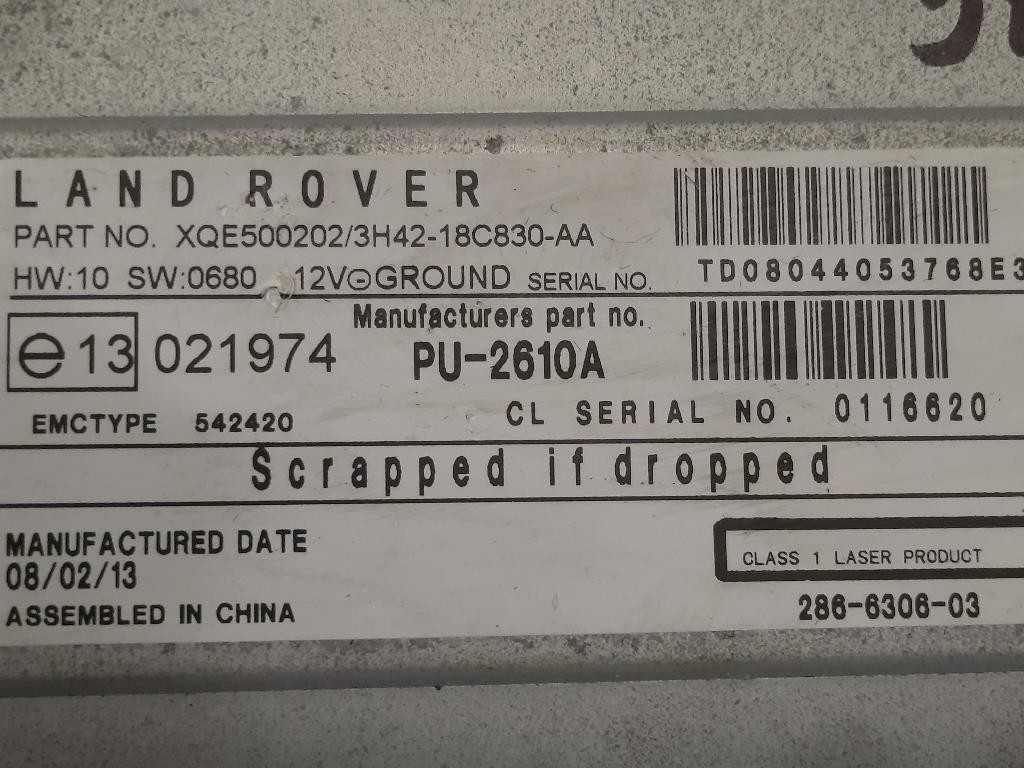 LAND ROVER
PART NO. XQE500202/3H42-18C830-AA
HW:10 SW:0680 12V⊖GROUND SERIAL NO. TD08044053768E3
e13 021974
Manufacturers part no.
PU-2610A
EMCTYPE 542420
CL SERIAL NO. 0116620
Scrapped if dropped
MANUFACTURED DATE
08/02/13
ASSEMBLED IN CHINA
CLASS 1 LASER PRODUCT
286-6306-03